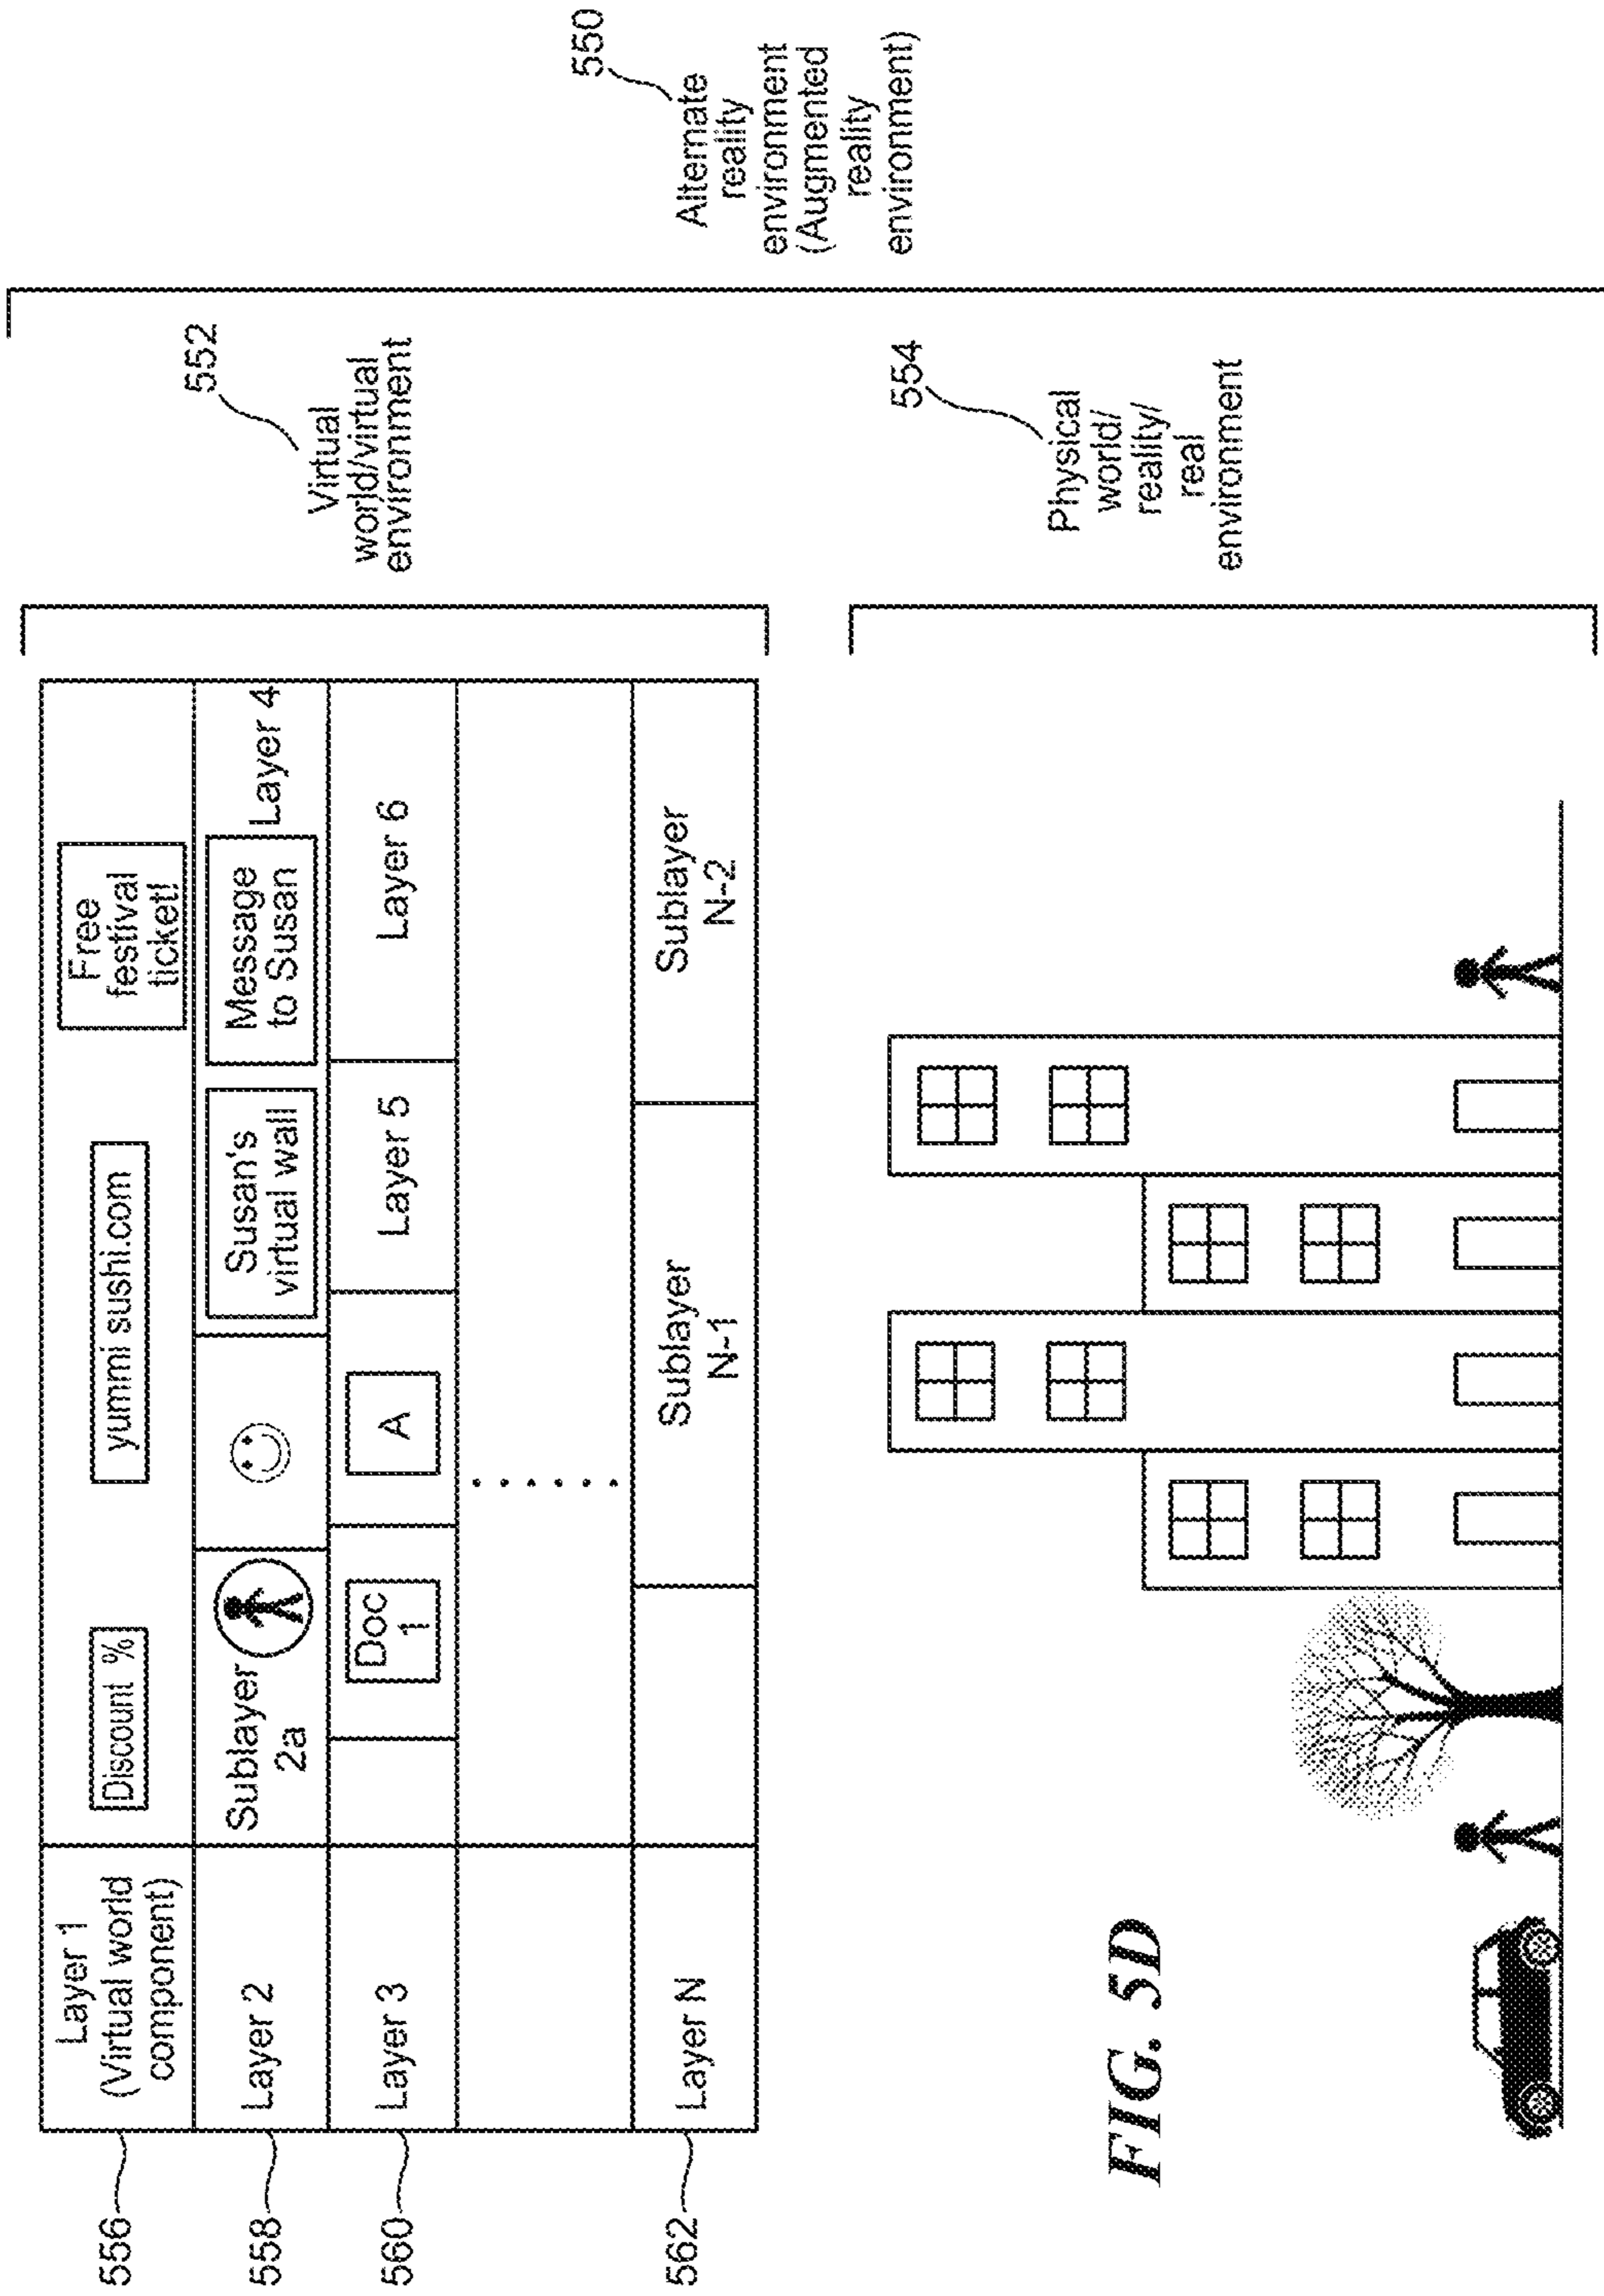 556
Layer 1
(Virtual world
component)
Discount %
yummi sushi.com
Free
festival
ticket!
558
Layer 2
Sublayer
2a
Susan's
virtual wall
Message
to Susan
Layer 4
560
Layer 3
Doc
1
A
Layer 5
Layer 6
562
Layer N
Sublayer
N-1
Sublayer
N-2
552
Virtual
world/virtual
environment
550
Alternate
reality
environment
(Augmented
reality
environment)
554
Physical
world/
reality/
real
environment
FIG. 5D